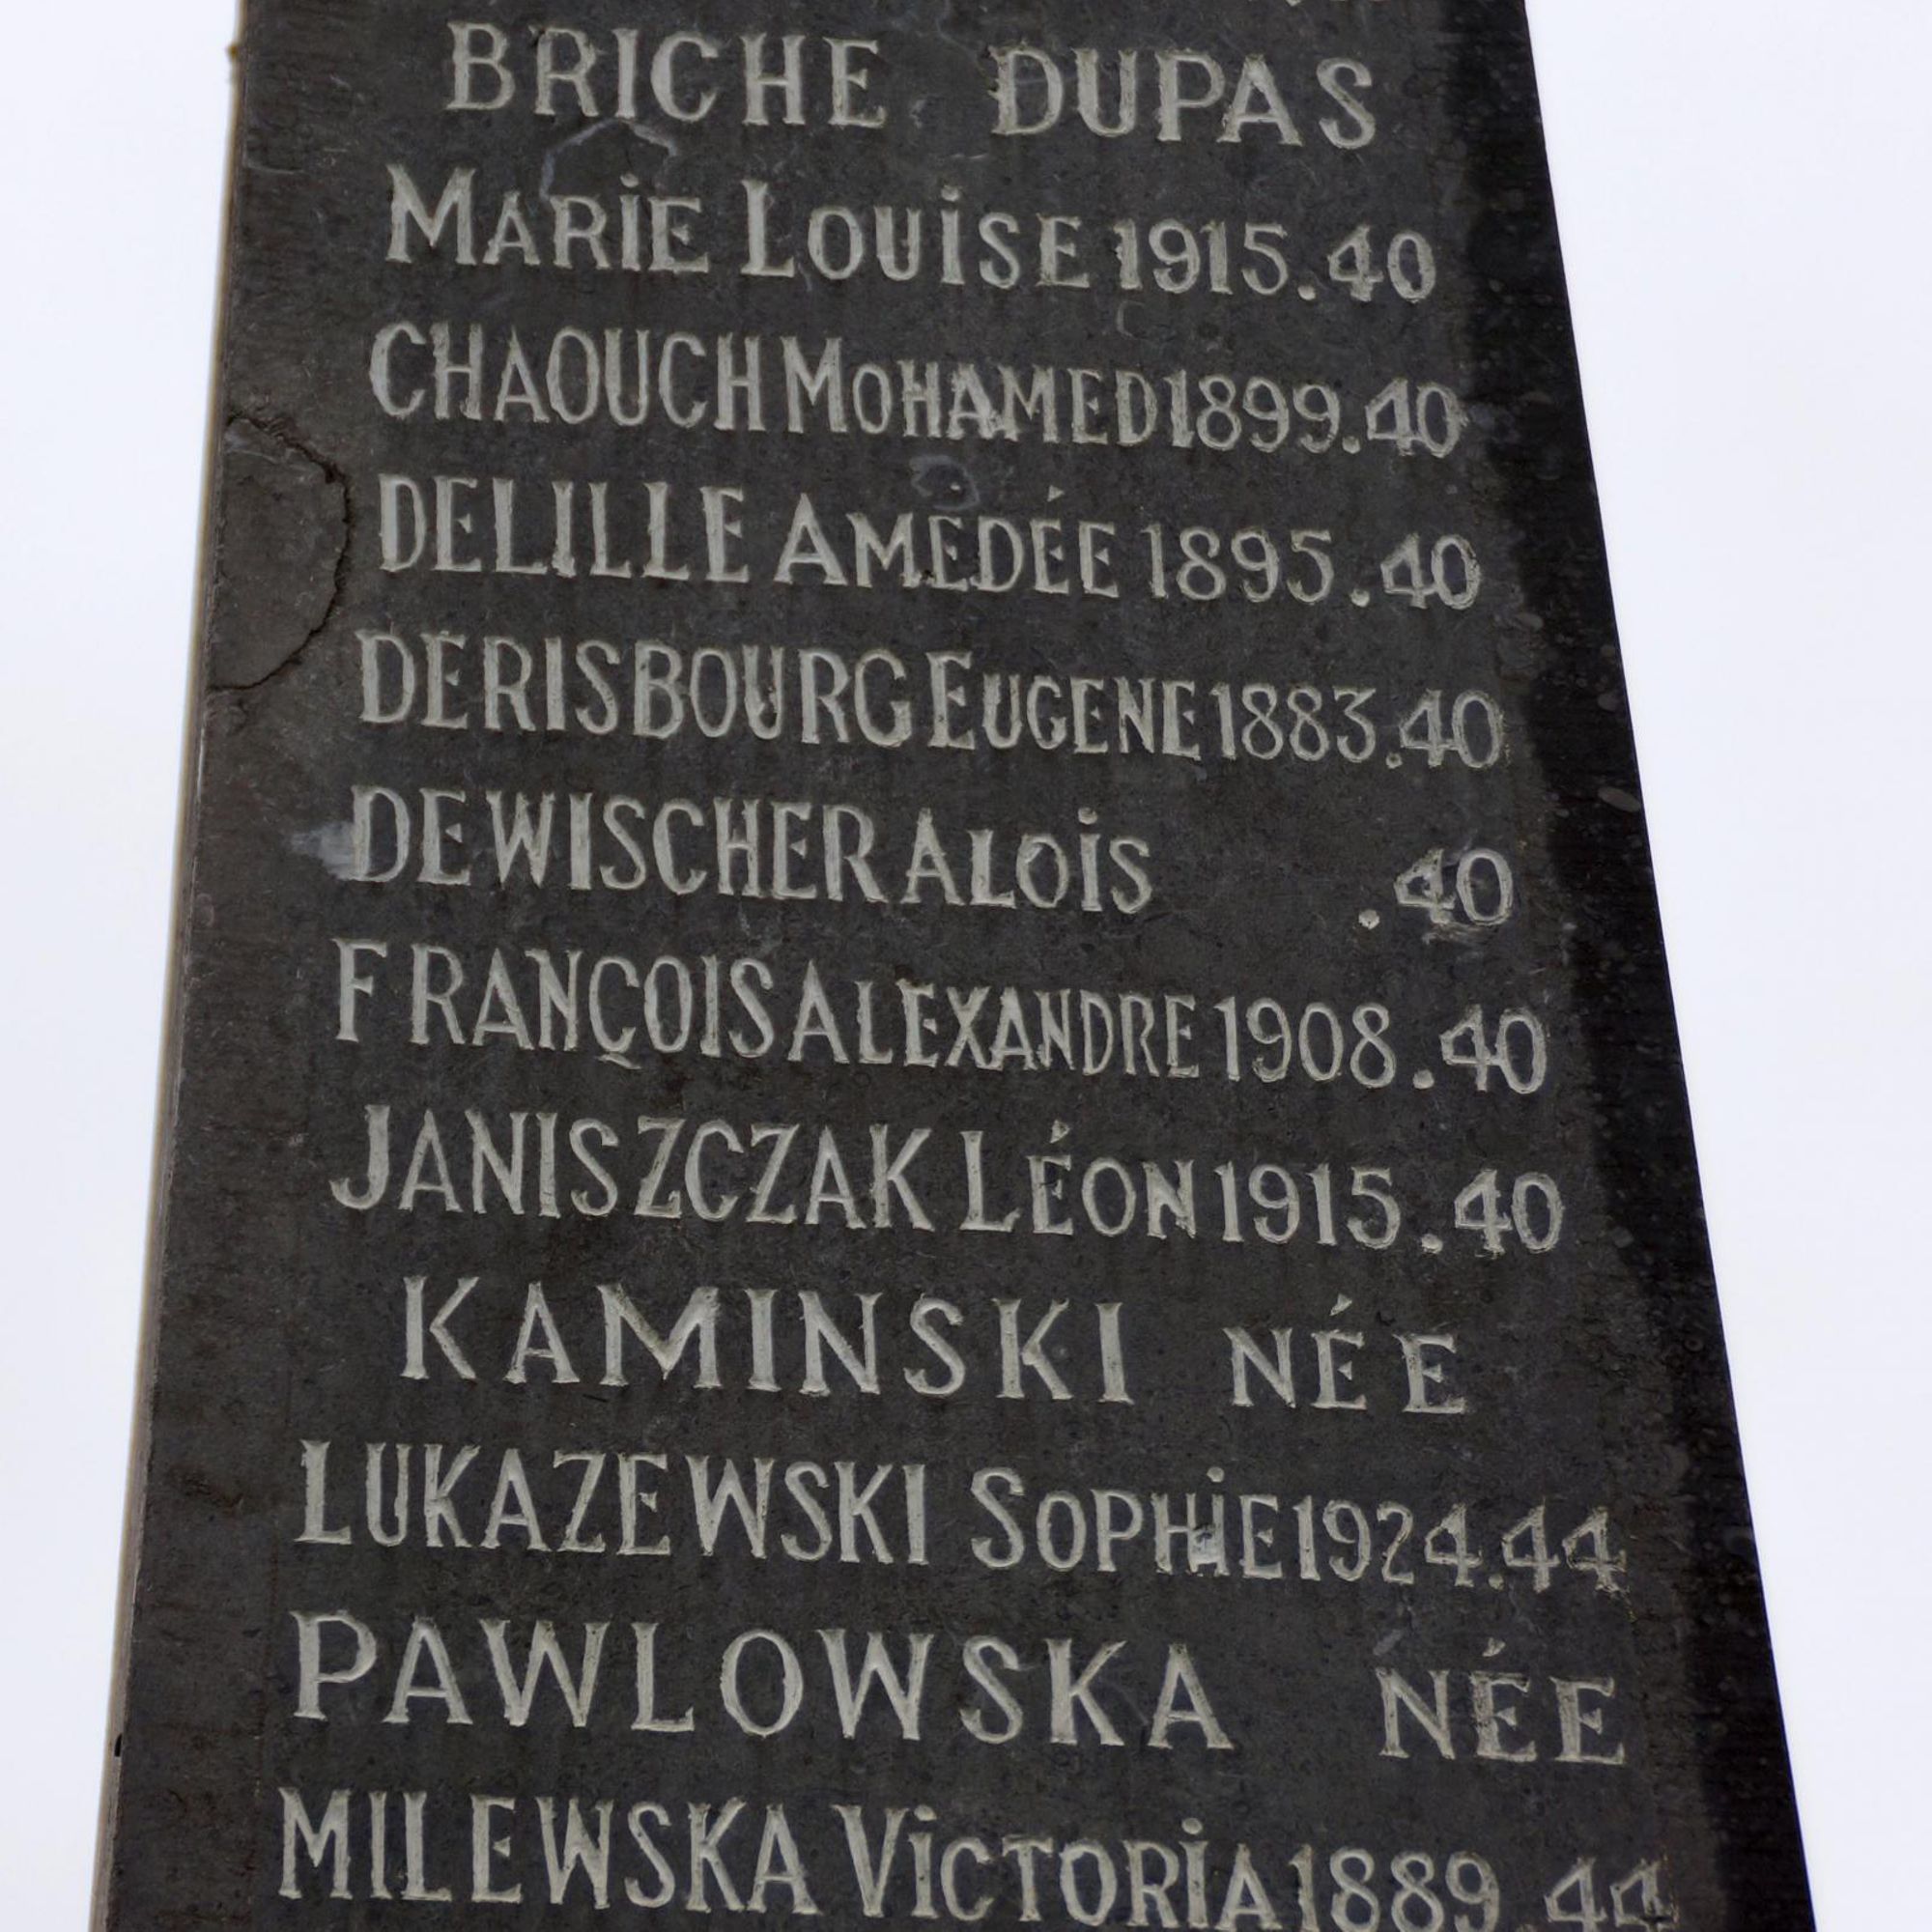 BRICHE DUPAS
MARiE LOUiSE 1915.40
CHAOUCH MOHAMED 1899.40
DELILLE AMEDÉE 1895.40
DERISBOURG EUGENE 1883.40
DEWISCHER ALOiS .40
FRANÇOIS ALEXANDRE 1908.40
JANISZCZAK LÉON 1915.40
KAMINSKI NÉE
LUKAZEWSKI SOPHiE 1924.44
PAWLOWSKA NÉE
MILEWSKA ViCTORiA 1889.44